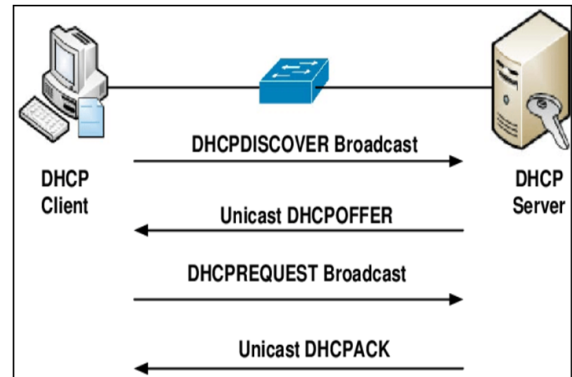 DHCPDISCOVER Broadcast
DHCP
Client
DHCP
Server
Unicast DHCPOFFER
DHCPREQUEST Broadcast
Unicast DHCPACK